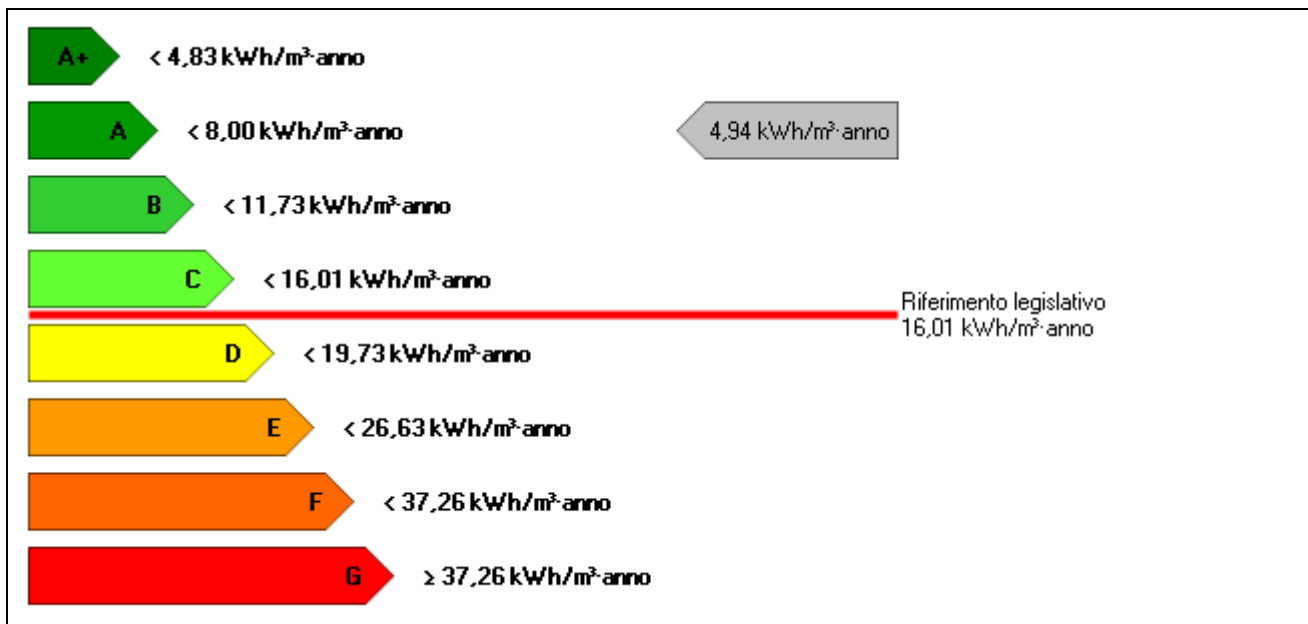 A+ < 4,83 kWh/m³·anno
A < 8,00 kWh/m³·anno 4,94 kWh/m³·anno
B < 11,73 kWh/m³·anno
C < 16,01 kWh/m³·anno
Riferimento legislativo
16,01 kWh/m³·anno
D < 19,73 kWh/m³·anno
E < 26,63 kWh/m³·anno
F < 37,26 kWh/m³·anno
G ≥ 37,26 kWh/m³·anno